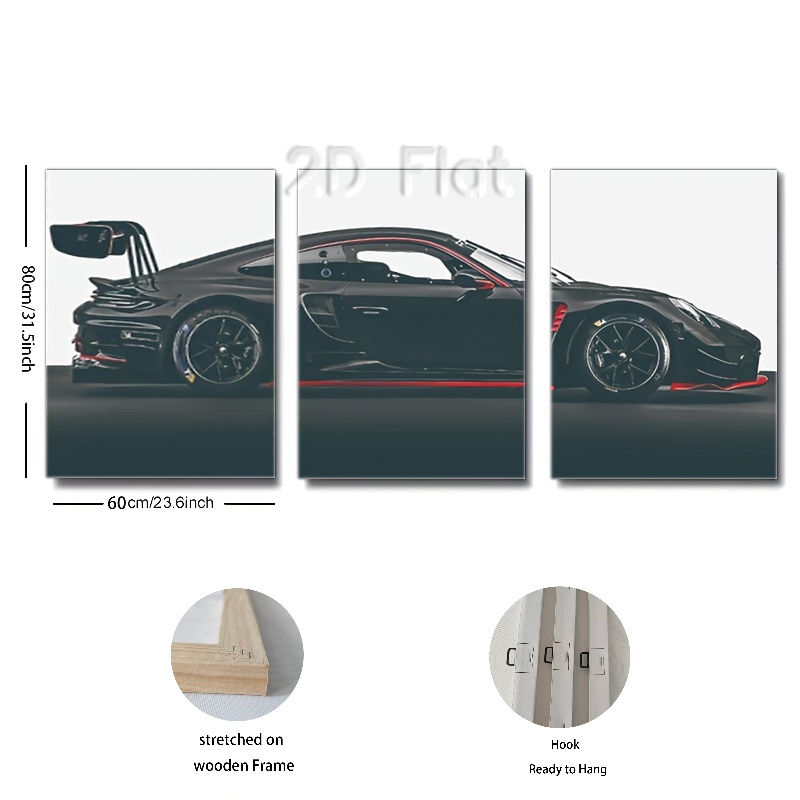 2D Flat
80cm/31.5inch
60cm/23.6inch
stretched on
wooden Frame
Hook
Ready to Hang